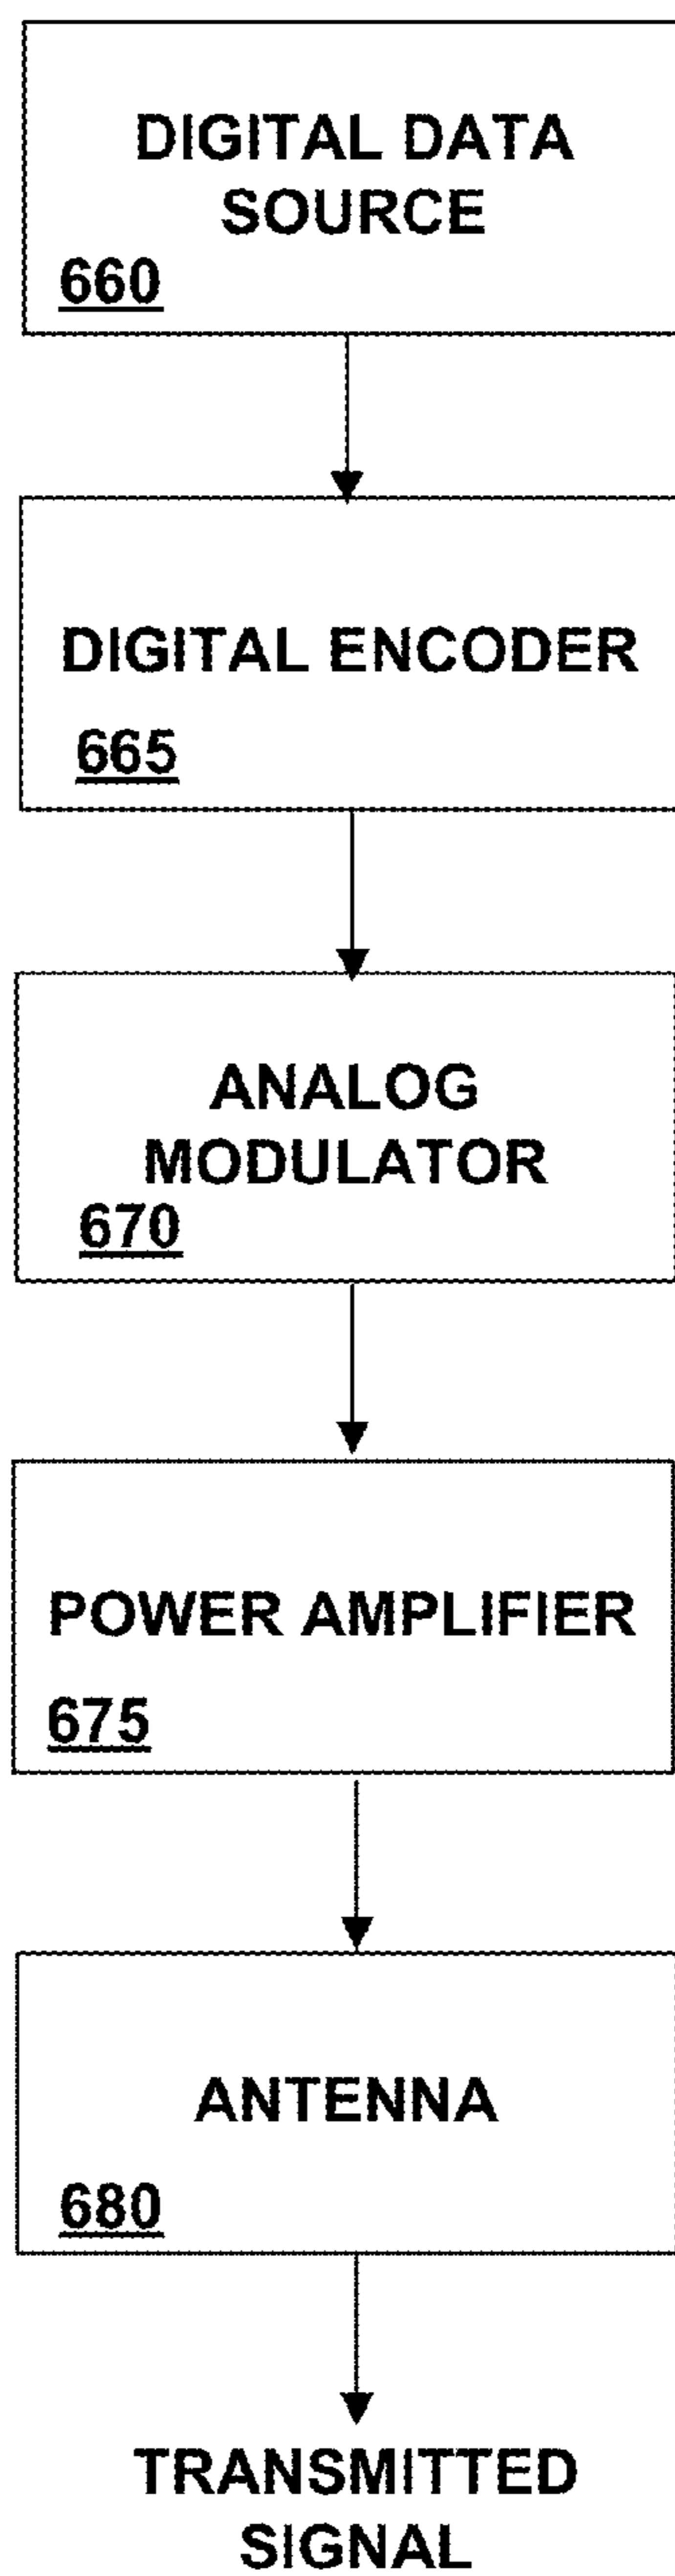 DIGITAL DATA
SOURCE
660
DIGITAL ENCODER
665
ANALOG
MODULATOR
670
POWER AMPLIFIER
675
ANTENNA
680
TRANSMITTED
SIGNAL